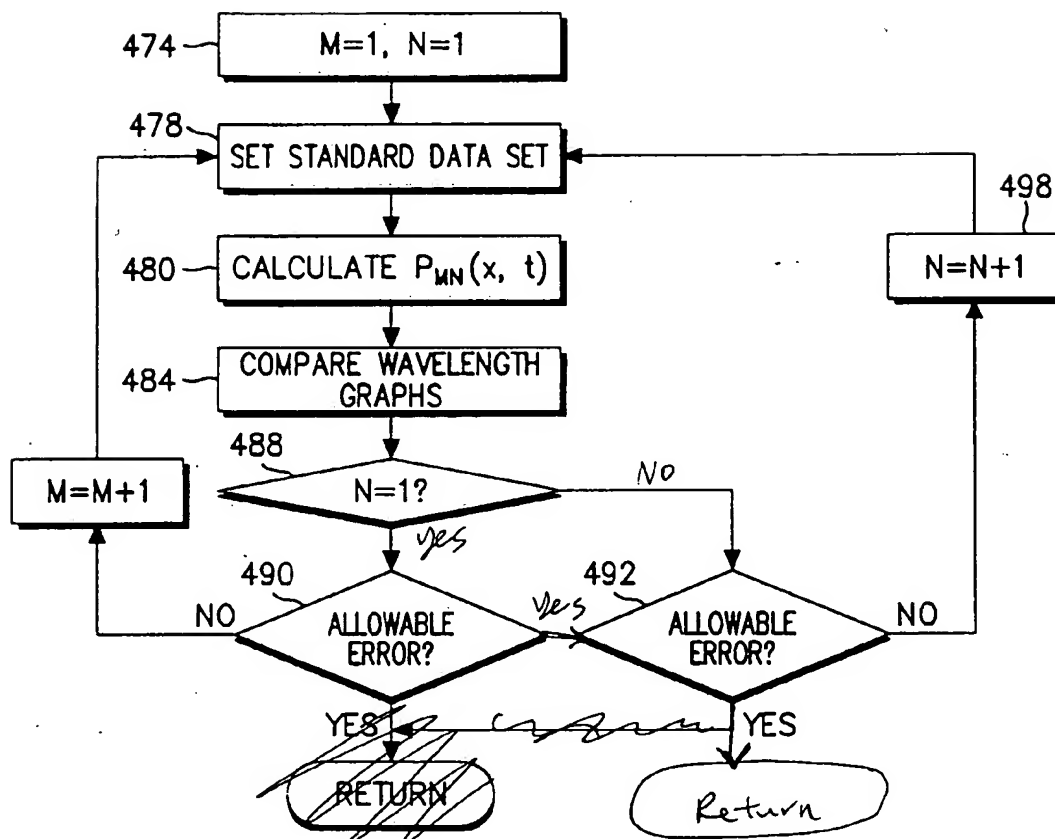 474
M=1, N=1
478
SET STANDARD DATA SET
498
480
CALCULATE P_MN(x, t)
N=N+1
484
COMPARE WAVELENGTH
GRAPHS
488
M=M+1
N=1?
NO
yes
490
492
NO
ALLOWABLE
ERROR?
yes
ALLOWABLE
ERROR?
NO
YES
YES
RETURN
Return